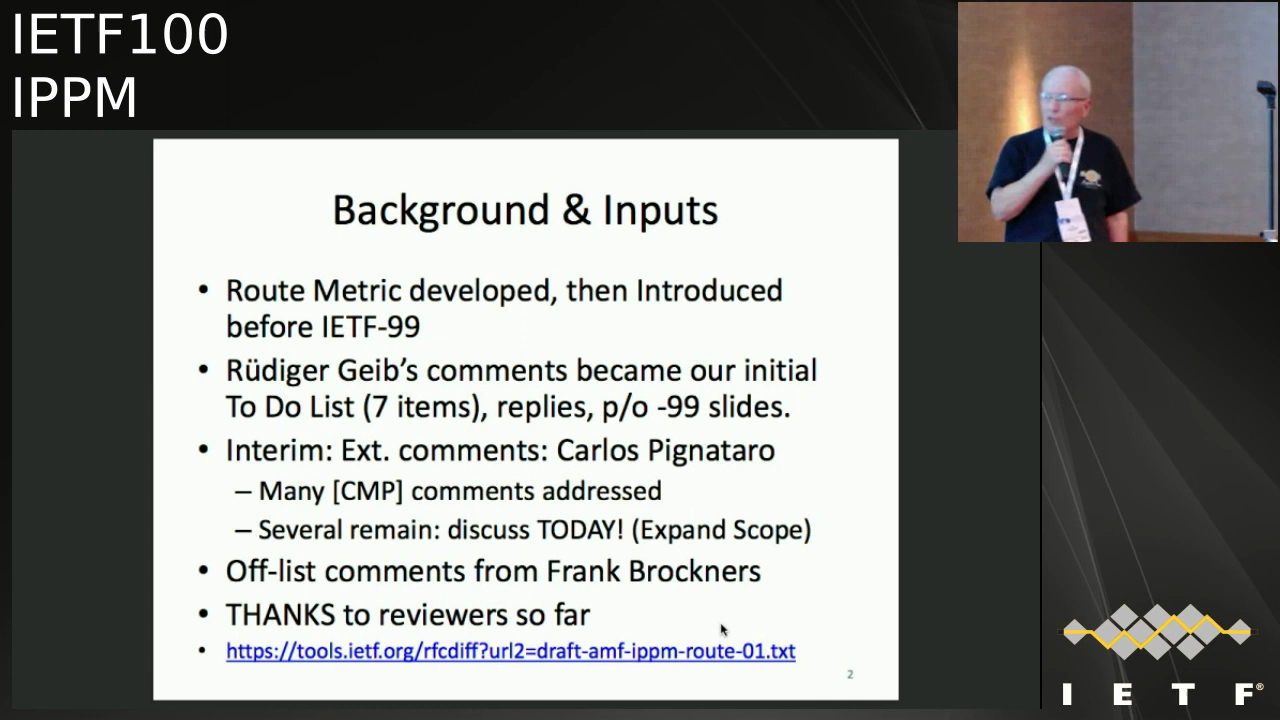 IETF100
IPPM
Background & Inputs
• Route Metric developed, then Introduced
before IETF-99
• Rüdiger Geib's comments became our initial
To Do List (7 items), replies, p/o -99 slides.
• Interim: Ext. comments: Carlos Pignataro
– Many [CMP] comments addressed
– Several remain: discuss TODAY! (Expand Scope)
• Off-list comments from Frank Brockners
• THANKS to reviewers so far
• https://tools.ietf.org/rfcdiff?url2=draft-amf-ippm-route-01.txt
2
I E T F®